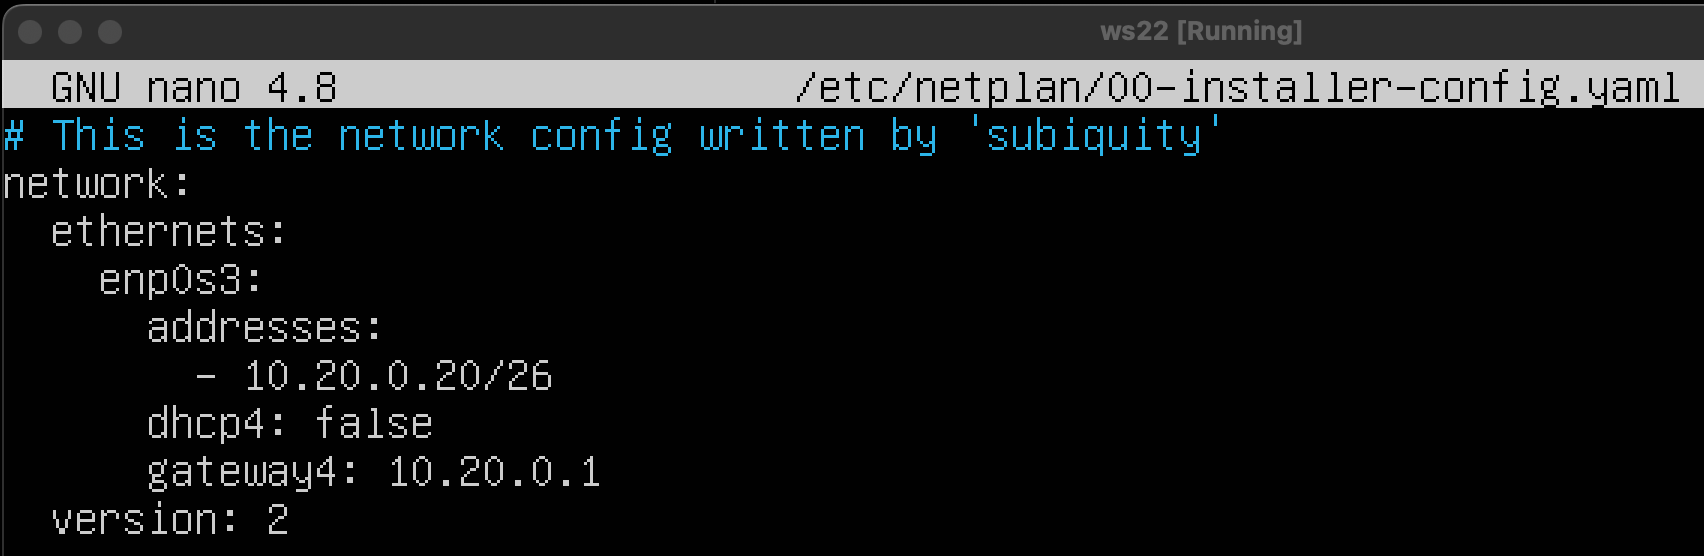 ws22 [Running]
GNU nano 4.8 /etc/netplan/00-installer-config.yaml
# This is the network config written by 'subiquity'
network:
  ethernets:
    enp0s3:
      addresses:
        - 10.20.0.20/26
      dhcp4: false
      gateway4: 10.20.0.1
  version: 2